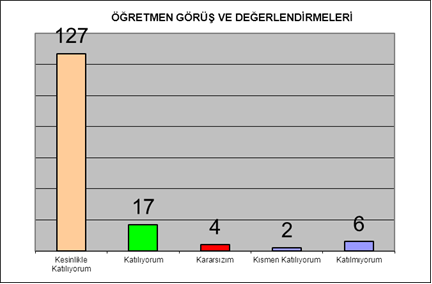 ÖĞRETMEN GÖRÜŞ VE DEĞERLENDİRMELERİ
127
17
4
2
6
Kesinlikle
Katılıyorum
Katılıyorum
Kararsızım
Kısmen Katılıyorum
Katılmıyorum